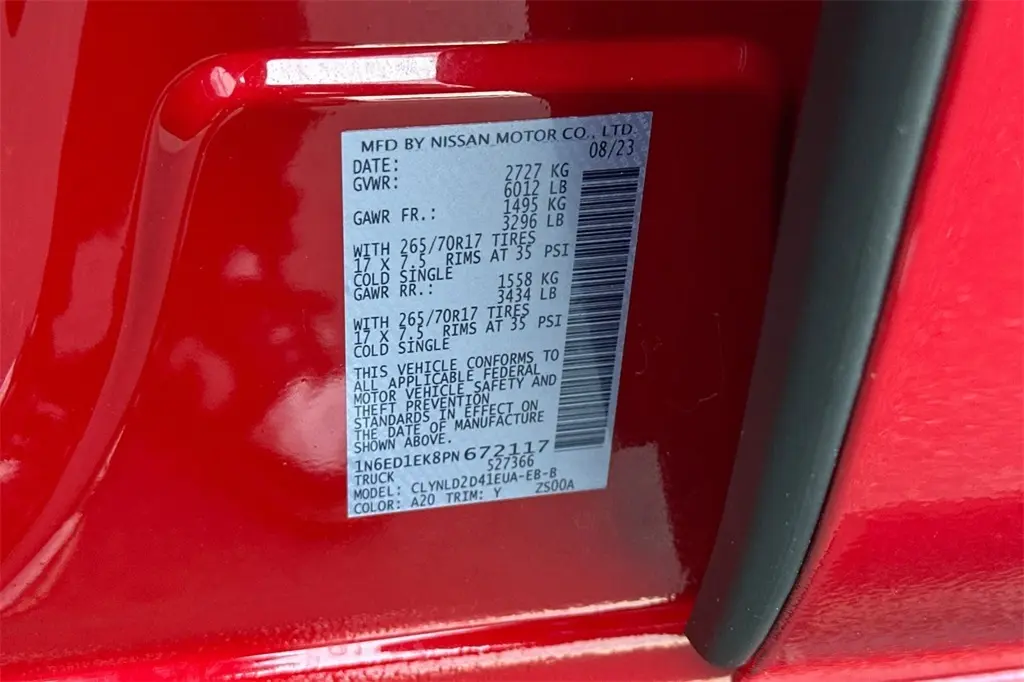 MFD BY NISSAN MOTOR CO., LTD.
DATE: 08/23
GVWR: 2727 KG
6012 LB
GAWR FR.: 1495 KG
3296 LB
WITH 265/70R17 TIRES
17 X 7.5 RIMS AT 35 PSI
COLD SINGLE
GAWR RR.: 1558 KG
3434 LB
WITH 265/70R17 TIRES
17 X 7.5 RIMS AT 35 PSI
COLD SINGLE
THIS VEHICLE CONFORMS TO
ALL APPLICABLE FEDERAL
MOTOR VEHICLE SAFETY AND
THEFT PREVENTION
STANDARDS IN EFFECT ON
THE DATE OF MANUFACTURE
SHOWN ABOVE.
1N6ED1EK8PN 672117
TRUCK 527366
MODEL: CLYNLD2D41EUA-EB-B
COLOR: A20 TRIM: Y ZS00A